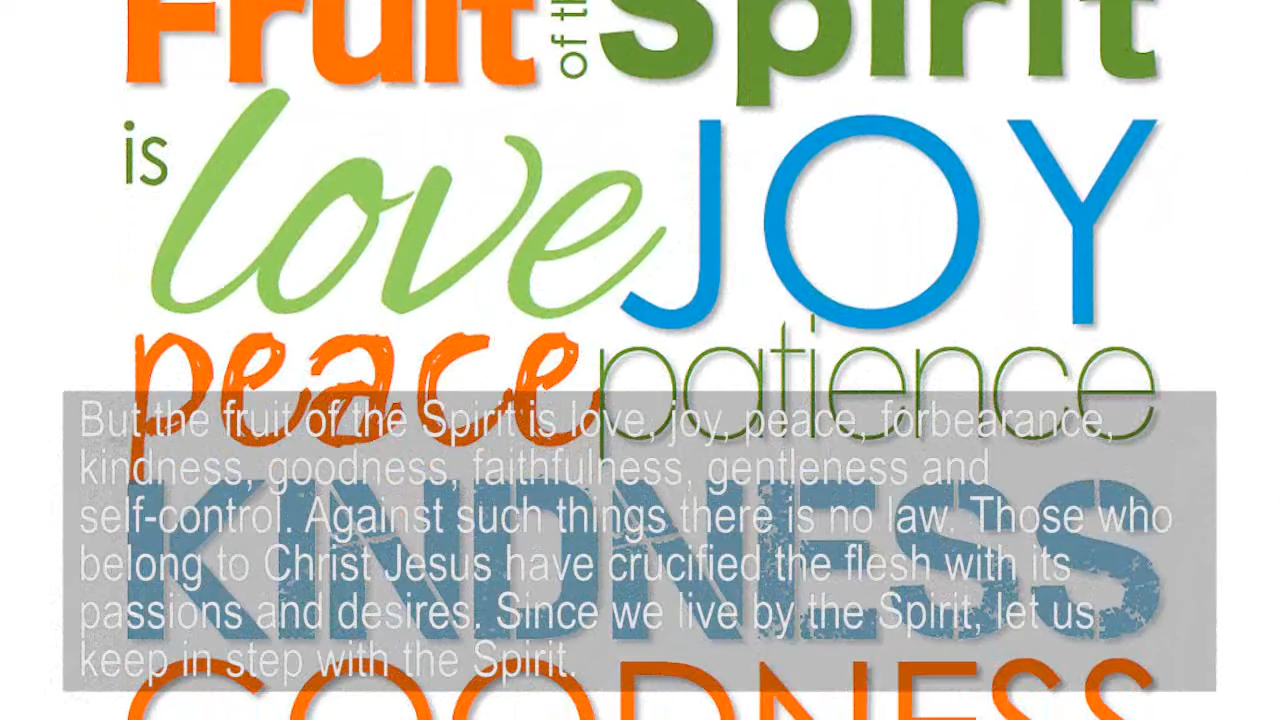 Fruit of the Spirit
is love JOY
peace patience
KINDNESS
GOODNESS
But the fruit of the Spirit is love, joy, peace, forbearance,
kindness, goodness, faithfulness, gentleness and
self-control. Against such things there is no law. Those who
belong to Christ Jesus have crucified the flesh with its
passions and desires. Since we live by the Spirit, let us
keep in step with the Spirit.